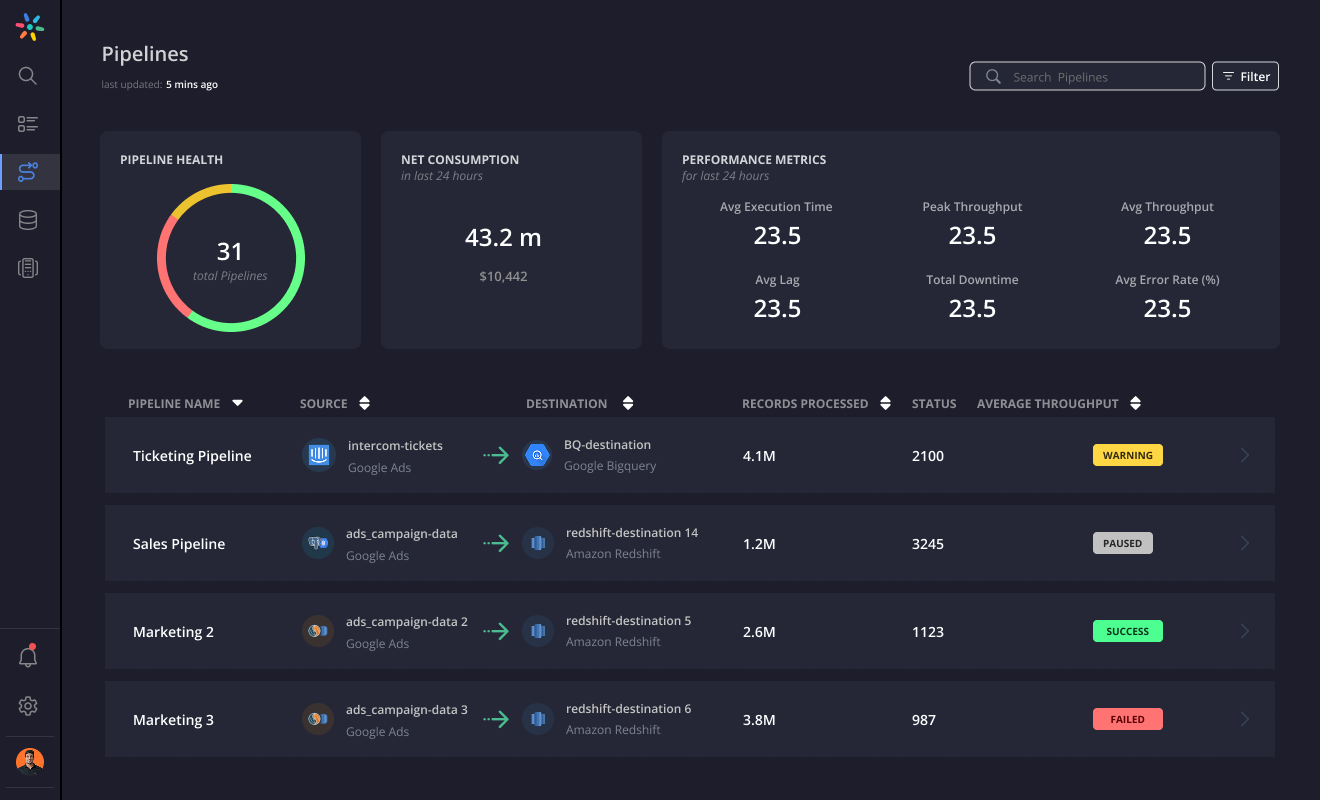 Pipelines
last updated: 5 mins ago
Search Pipelines
Filter
PIPELINE HEALTH
31
total Pipelines
NET CONSUMPTION
in last 24 hours
43.2 m
$10,442
PERFORMANCE METRICS
for last 24 hours
Avg Execution Time
23.5
Peak Throughput
23.5
Avg Throughput
23.5
Avg Lag
23.5
Total Downtime
23.5
Avg Error Rate (%)
23.5
PIPELINE NAME SOURCE DESTINATION RECORDS PROCESSED STATUS AVERAGE THROUGHPUT
Ticketing Pipeline
intercom-tickets
Google Ads
BQ-destination
Google Bigquery
4.1M
2100
WARNING
Sales Pipeline
ads_campaign-data
Google Ads
redshift-destination 14
Amazon Redshift
1.2M
3245
PAUSED
Marketing 2
ads_campaign-data 2
Google Ads
redshift-destination 5
Amazon Redshift
2.6M
1123
SUCCESS
Marketing 3
ads_campaign-data 3
Google Ads
redshift-destination 6
Amazon Redshift
3.8M
987
FAILED